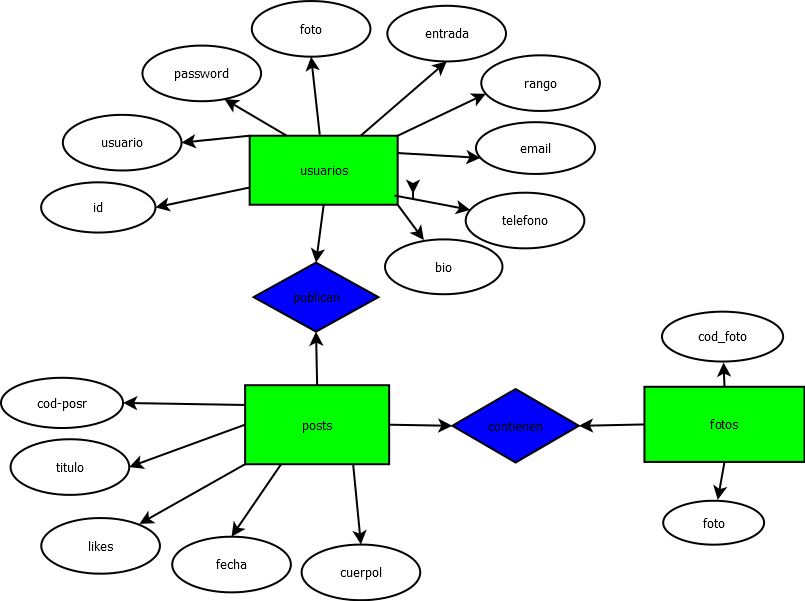 foto
entrada
password
rango
usuario
email
usuarios
id
telefono
bio
publican
cod_foto
cod-posr
posts
contienen
fotos
titulo
foto
likes
fecha
cuerpol